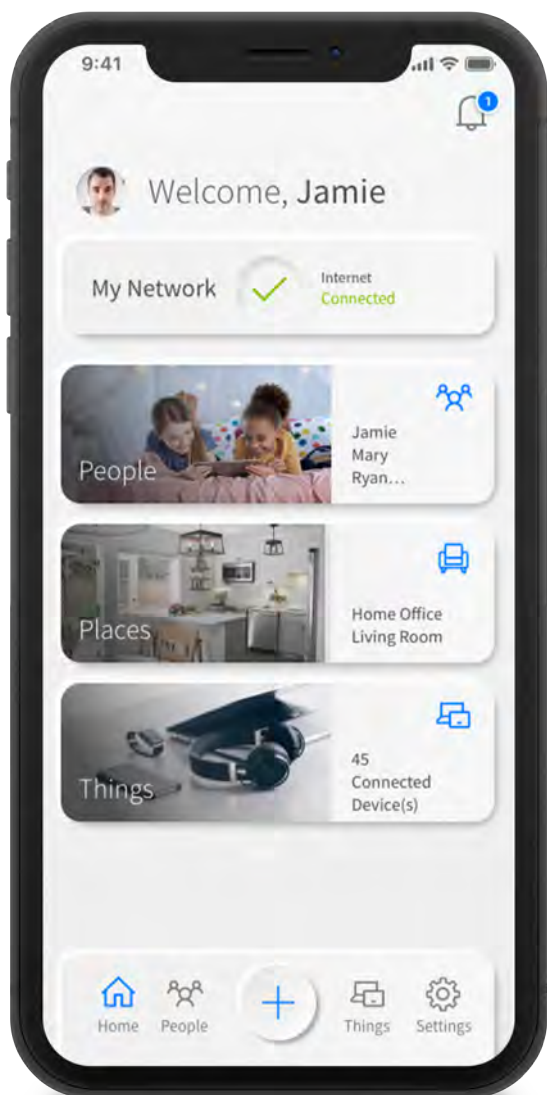 9:41
1
Welcome, Jamie
My Network
Internet
Connected
People
Jamie
Mary
Ryan...
Places
Home Office
Living Room
Things
45
Connected
Device(s)
Home
People
Things
Settings